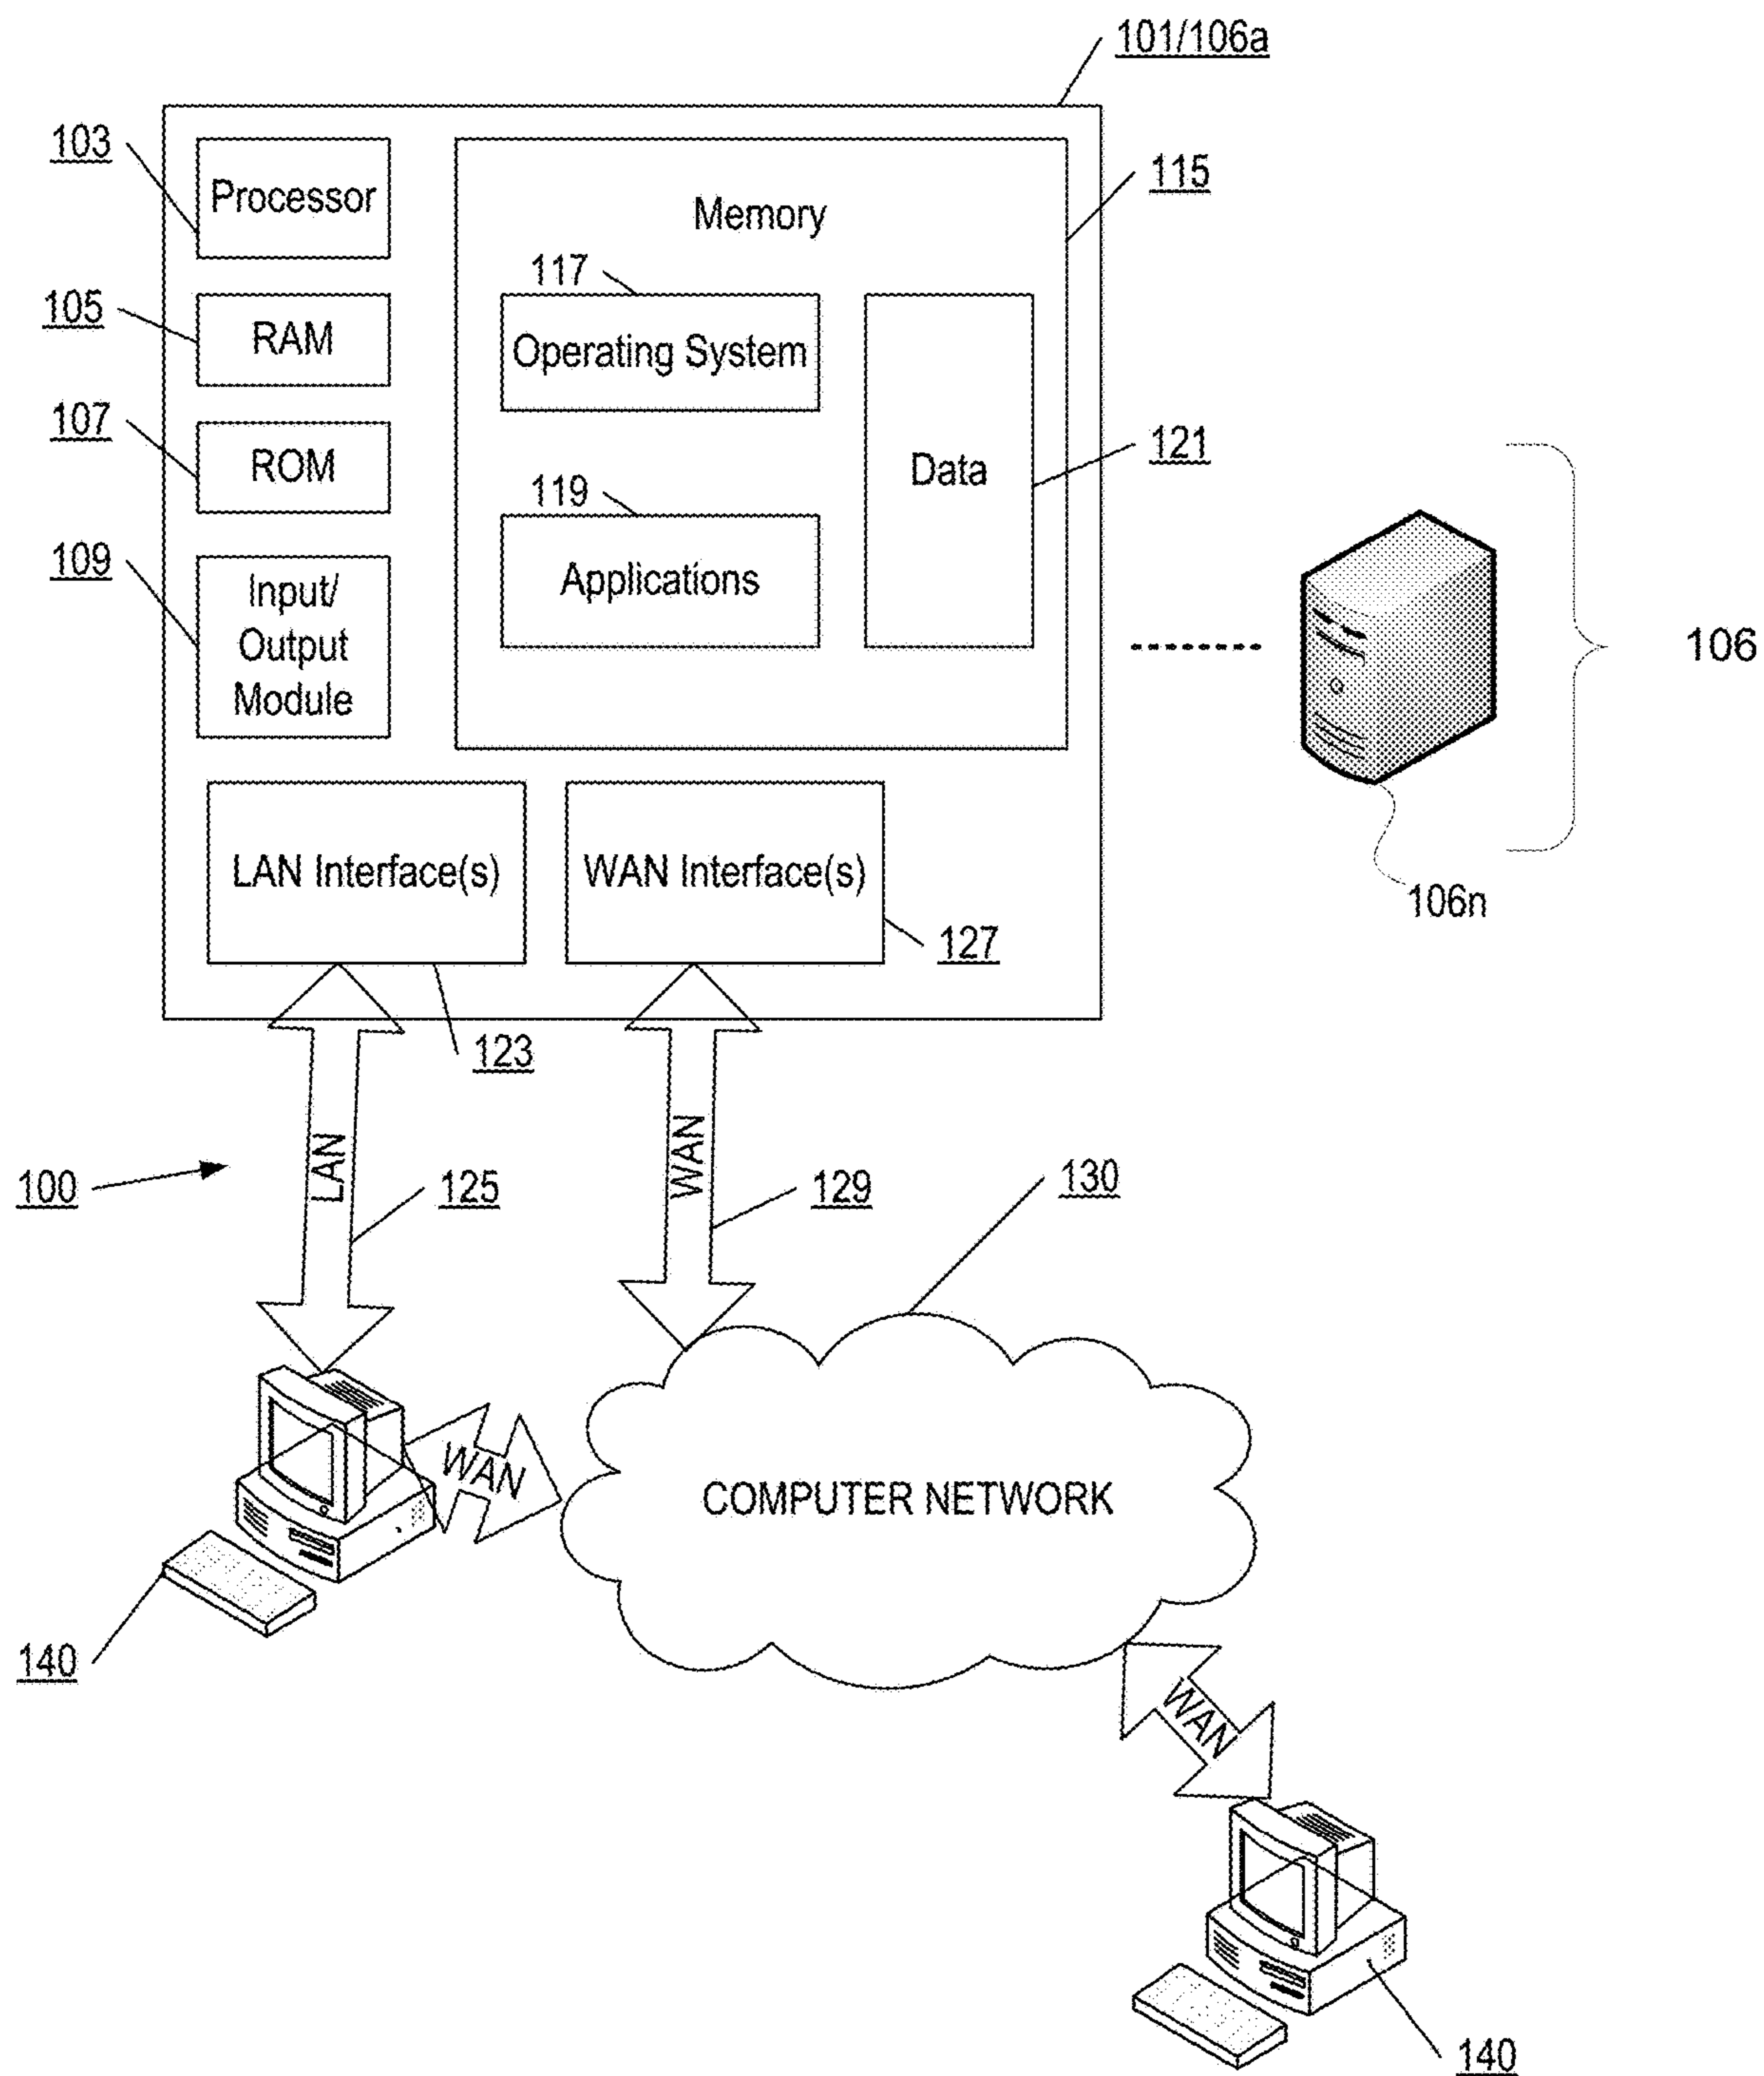 101/106a
103
Processor
115
Memory
117
105
RAM
Operating System
107
ROM
121
Data
119
109
Input/
Output
Module
Applications
106
LAN Interface(s)
WAN Interface(s)
106n
127
123
LAN
WAN
100
125
129
130
WAN
COMPUTER NETWORK
140
WAN
140